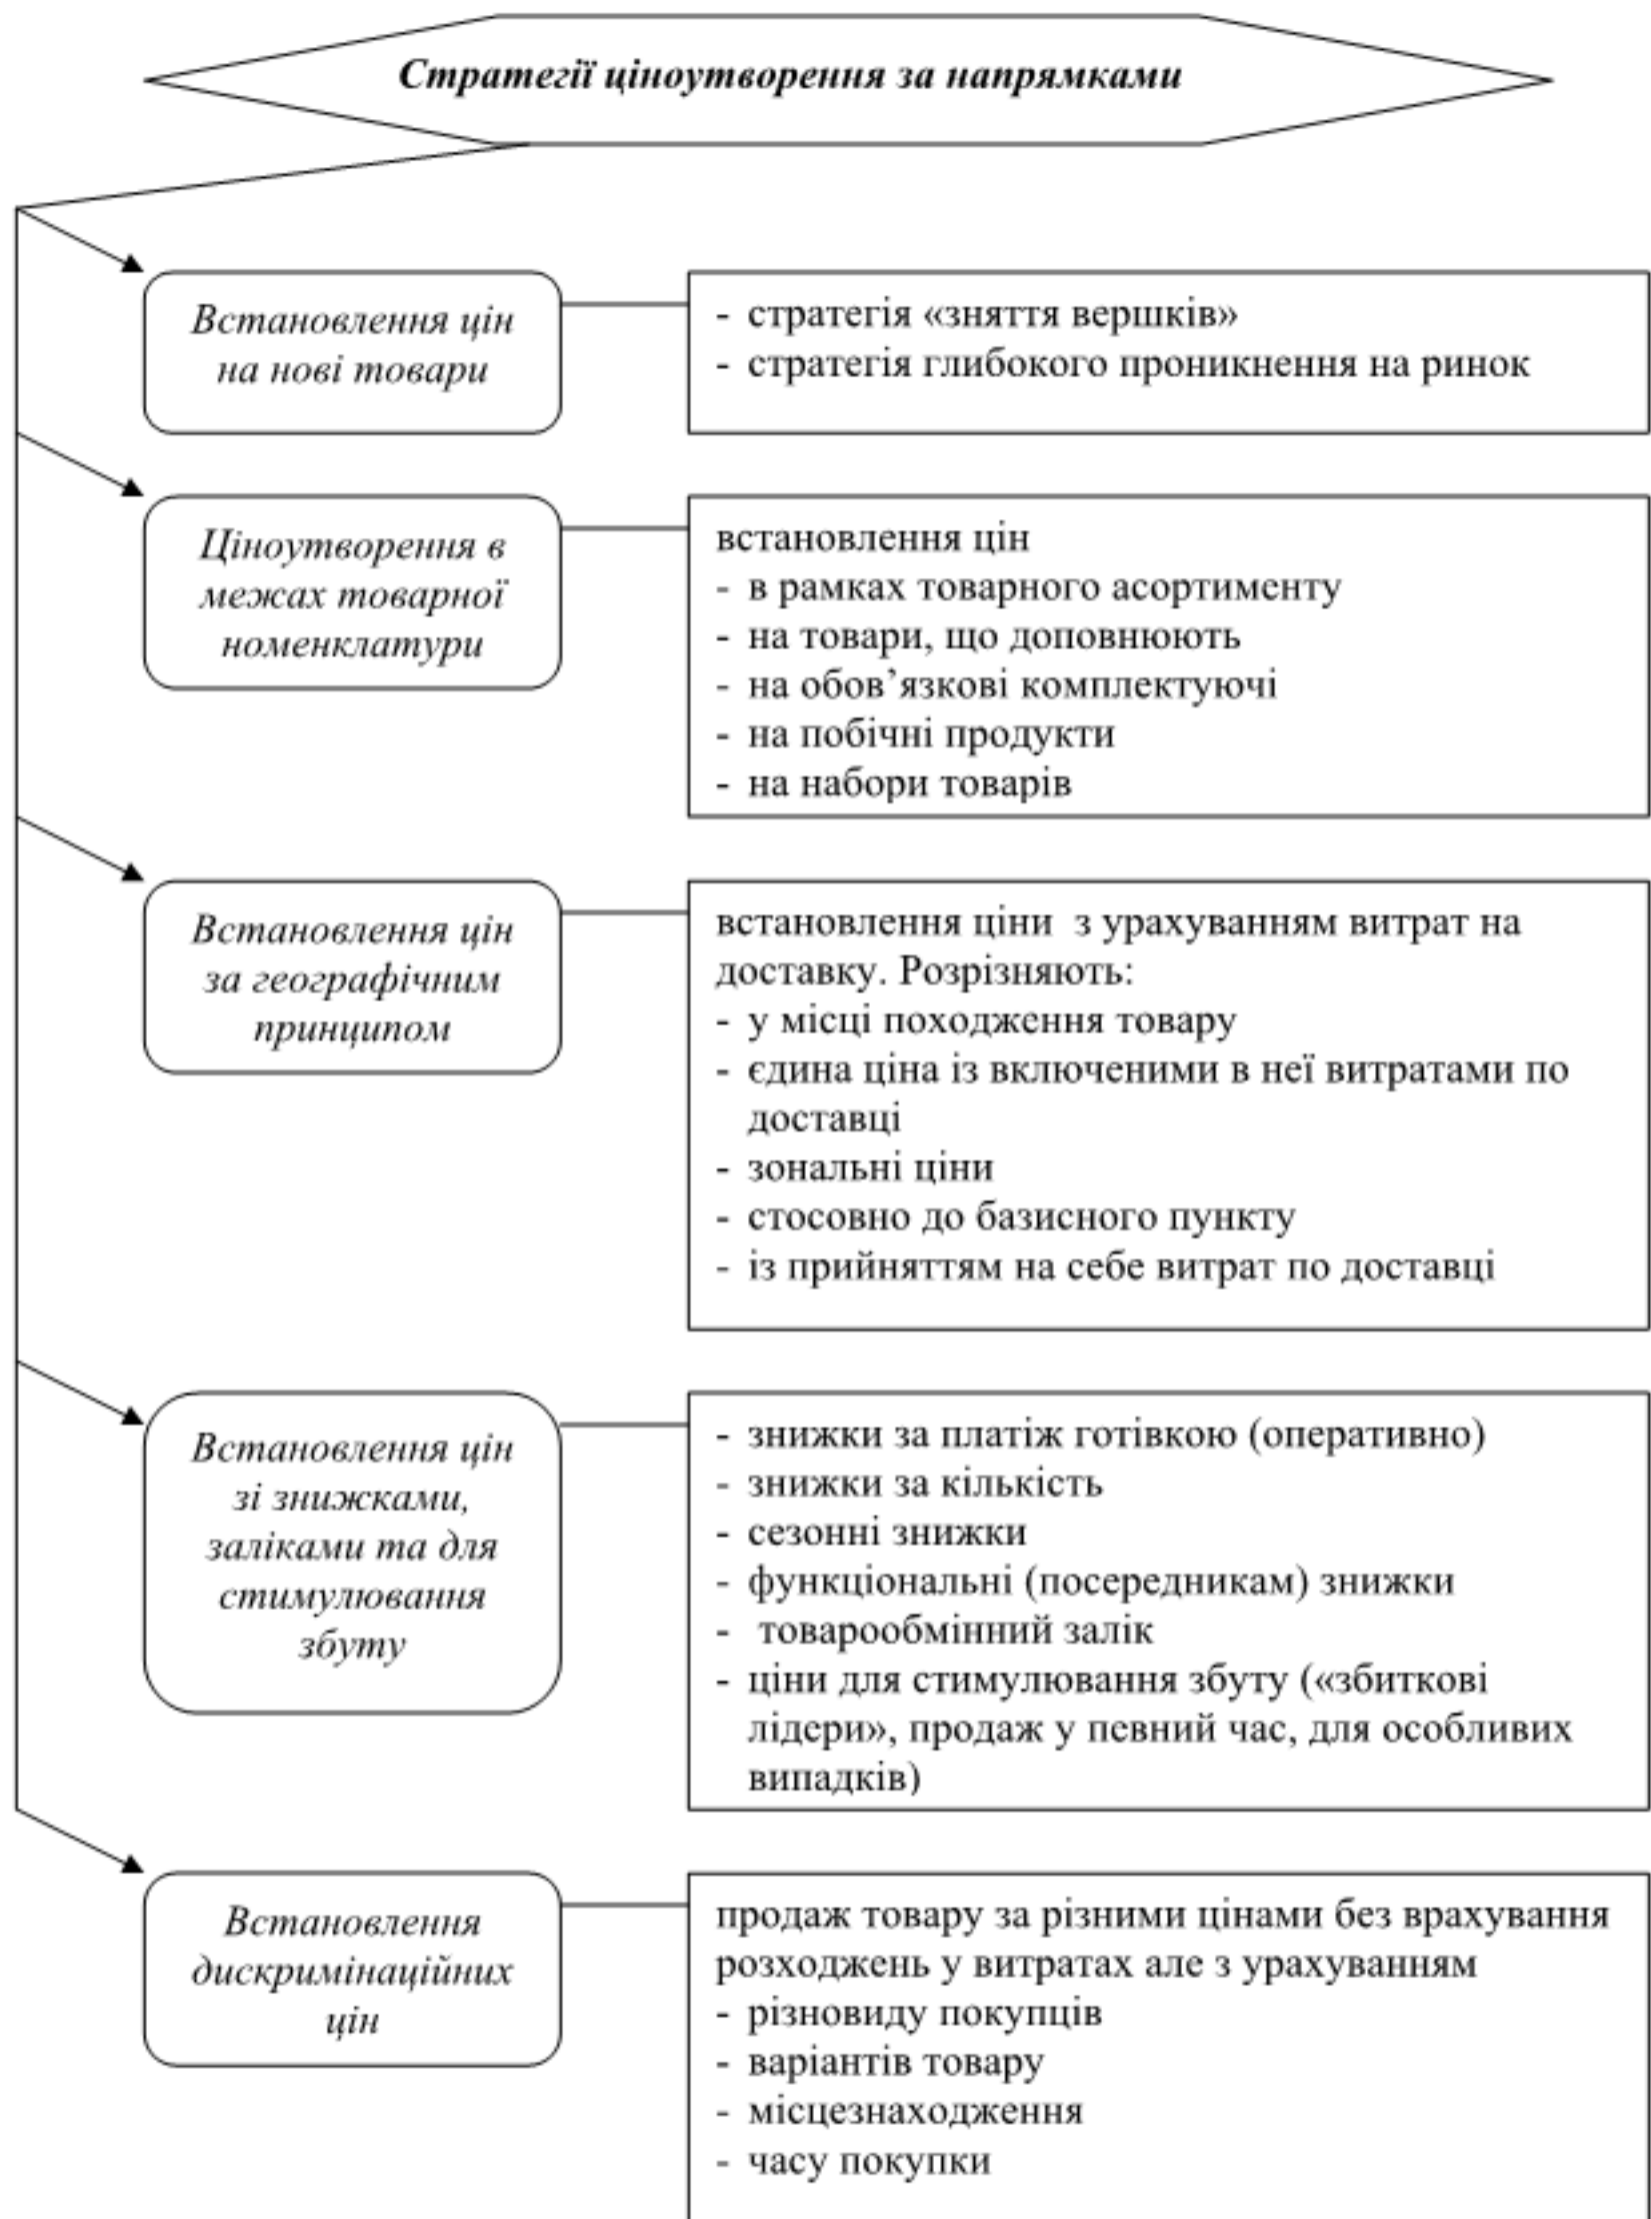 Стратегії ціноутворення за напрямками
Встановлення цін
на нові товари
- стратегія «зняття вершків»
- стратегія глибокого проникнення на ринок
Ціноутворення в
межах товарної
номенклатури
встановлення цін
- в рамках товарного асортименту
- на товари, що доповнюють
- на обов’язкові комплектуючі
- на побічні продукти
- на набори товарів
Встановлення цін
за географічним
принципом
встановлення ціни  з урахуванням витрат на
доставку. Розрізняють:
- у місці походження товару
- єдина ціна із включеними в неї витратами по
доставці
- зональні ціни
- стосовно до базисного пункту
- із прийняттям на себе витрат по доставці
Встановлення цін
зі знижками,
заліками та для
стимулювання
збуту
- знижки за платіж готівкою (оперативно)
- знижки за кількість
- сезонні знижки
- функціональні (посередникам) знижки
-  товарообмінний залік
- ціни для стимулювання збуту («збиткові
лідери», продаж у певний час, для особливих
випадків)
Встановлення
дискримінаційних
цін
продаж товару за різними цінами без врахування
розходжень у витратах але з урахуванням
- різновиду покупців
- варіантів товару
- місцезнаходження
- часу покупки